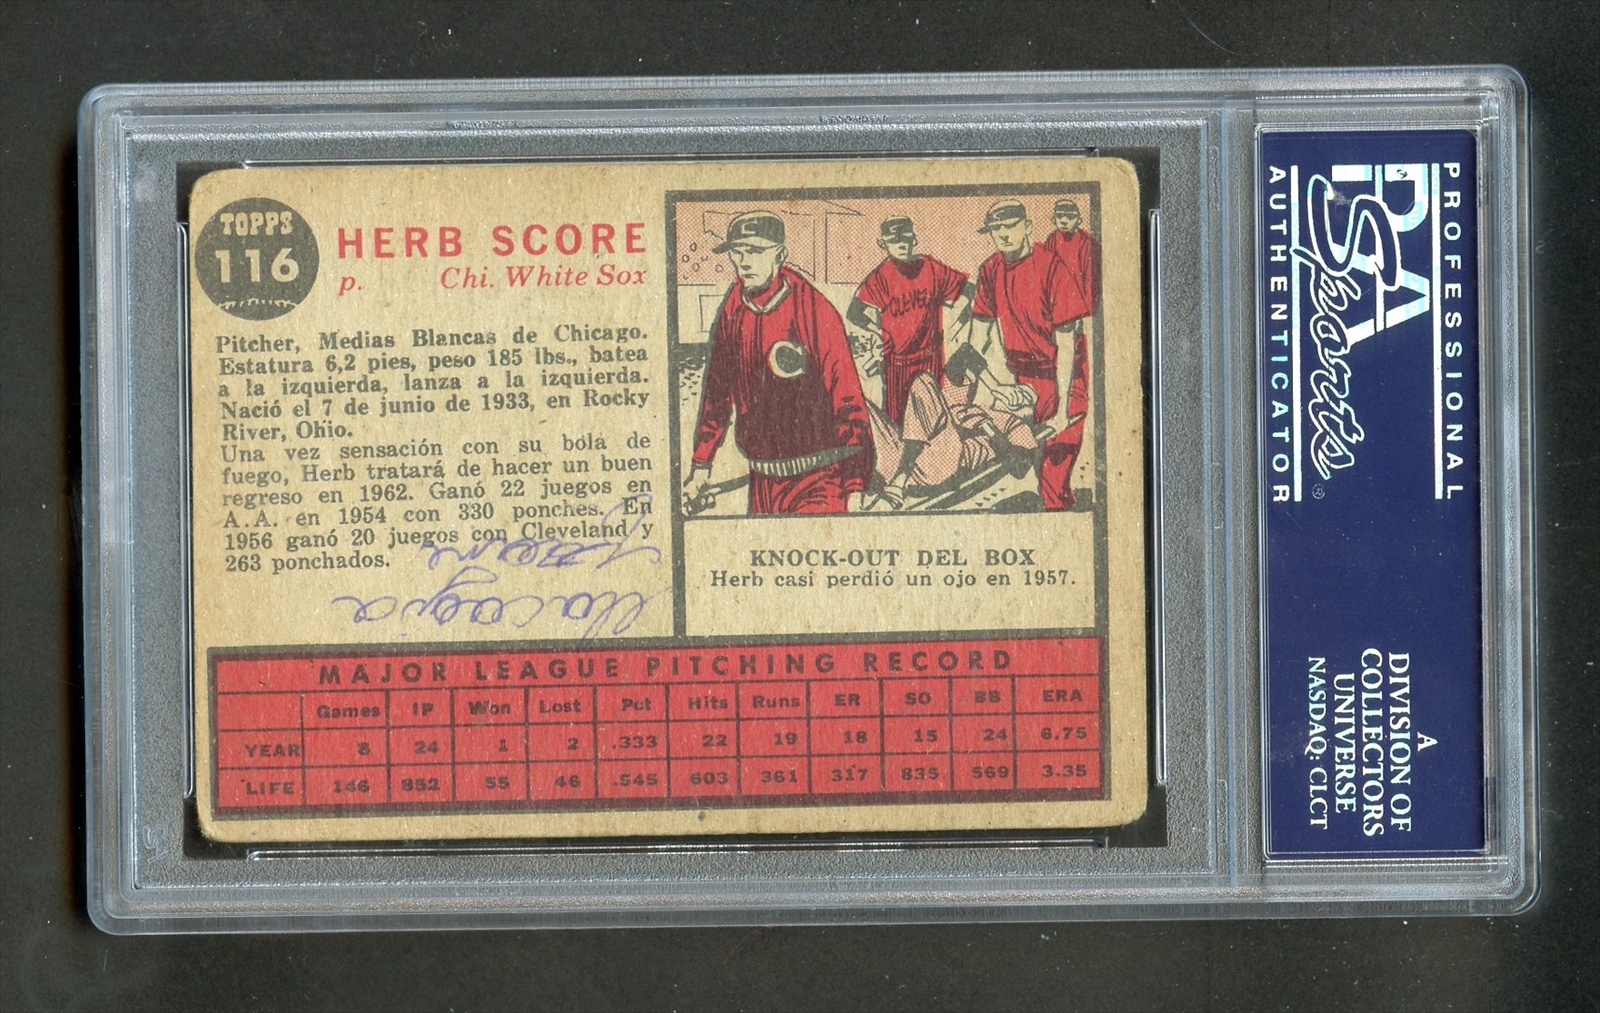 TOPPS
116
HERB SCORE
p. Chi. White Sox
Pitcher, Medias Blancas de Chicago.
Estatura 6,2 pies, peso 185 lbs., batea
a la izquierda, lanza a la izquierda.
Nació el 7 de junio de 1933, en Rocky
River, Ohio.
Una vez sensación con su bola de
fuego, Herb tratará de hacer un buen
regreso en 1962. Ganó 22 juegos en
A.A. en 1954 con 330 ponches. En
1956 ganó 20 juegos con Cleveland y
263 ponchados.
C
C
CLEVE
KNOCK-OUT DEL BOX
Herb casi perdió un ojo en 1957.
MAJOR LEAGUE PITCHING RECORD
Games IP Won Lost Pct Hits Runs ER SO BB ERA
YEAR 8 24 1 2 .333 22 19 18 15 24 6.75
LIFE 146 852 55 46 .545 603 361 317 835 569 3.35
PROFESSIONAL
PSA
Sports®
AUTHENTICATOR
A
DIVISION OF
COLLECTORS
UNIVERSE
NASDAQ: CLCT